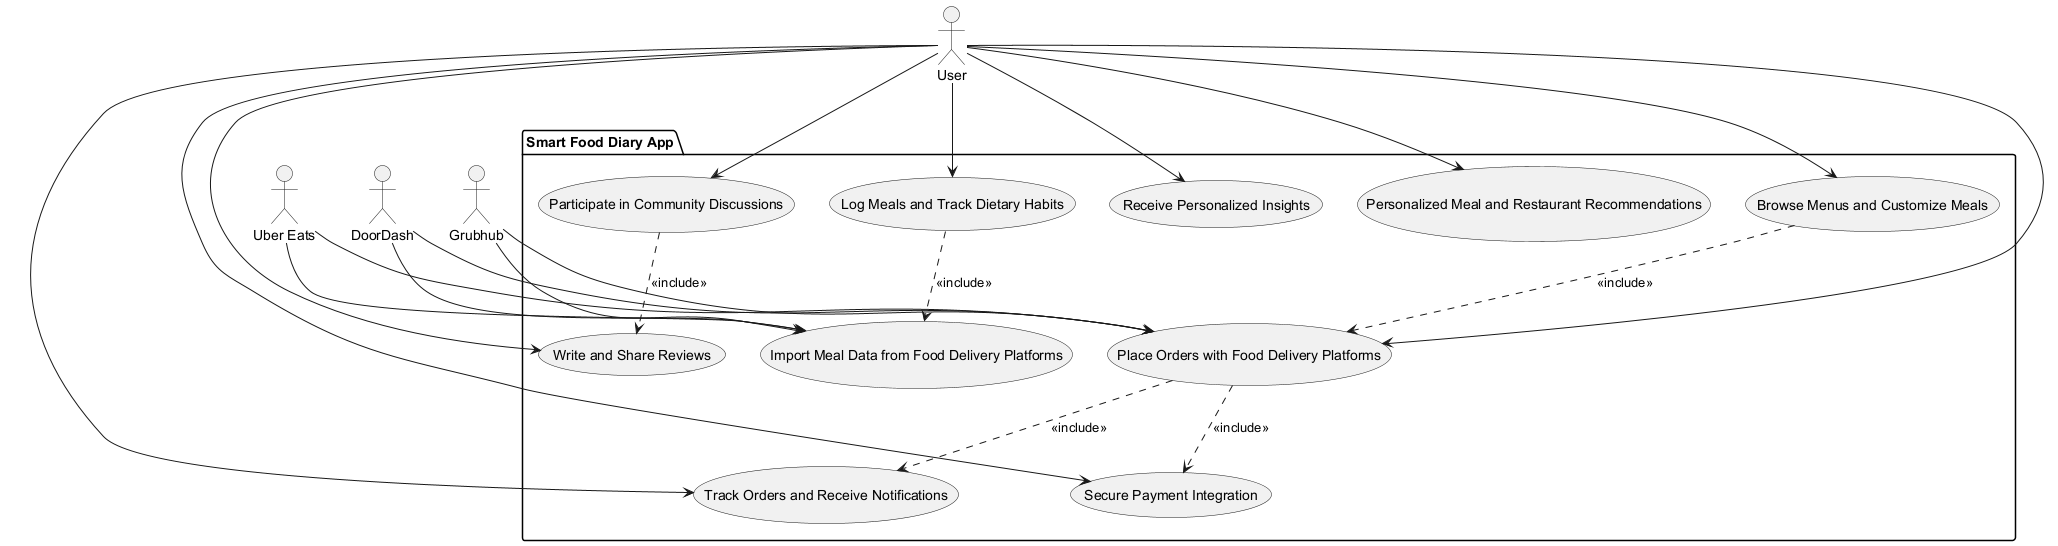 User
Smart Food Diary App
Participate in Community Discussions
Log Meals and Track Dietary Habits
Receive Personalized Insights
Personalized Meal and Restaurant Recommendations
Browse Menus and Customize Meals
Uber Eats
DoorDash
Grubhub
«include»
«include»
«include»
Write and Share Reviews
Import Meal Data from Food Delivery Platforms
Place Orders with Food Delivery Platforms
«include»
«include»
Track Orders and Receive Notifications
Secure Payment Integration